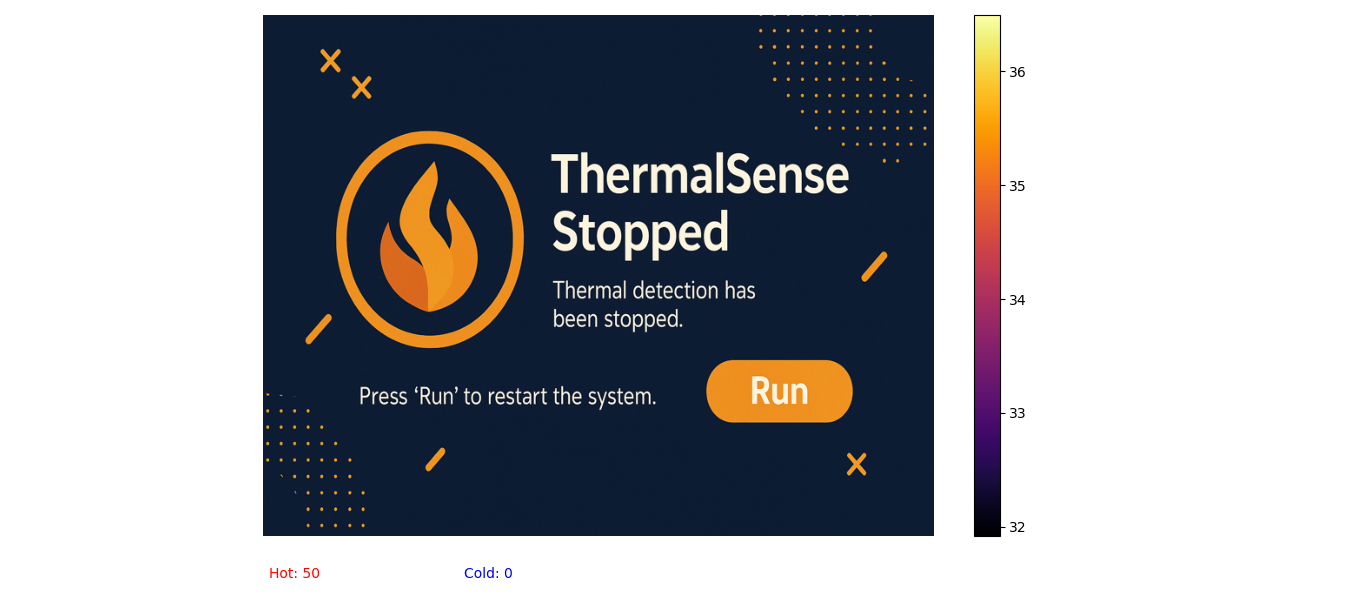 ThermalSense
Stopped
Thermal detection has
been stopped.
Press ‘Run’ to restart the system.
Run
36
35
34
33
32
Hot: 50
Cold: 0